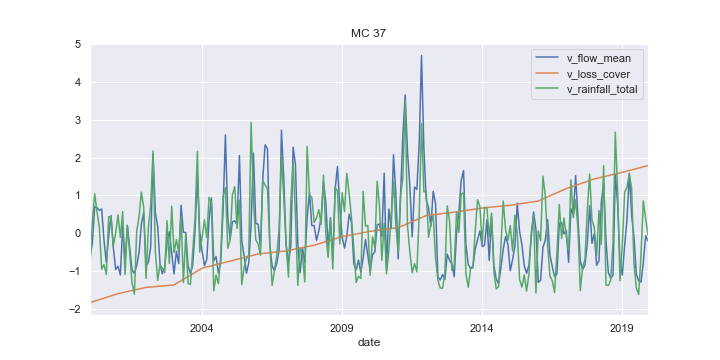 MC 37
5
4
3
2
1
0
−1
−2
v_flow_mean
v_loss_cover
v_rainfall_total
2004
2009
2014
2019
date